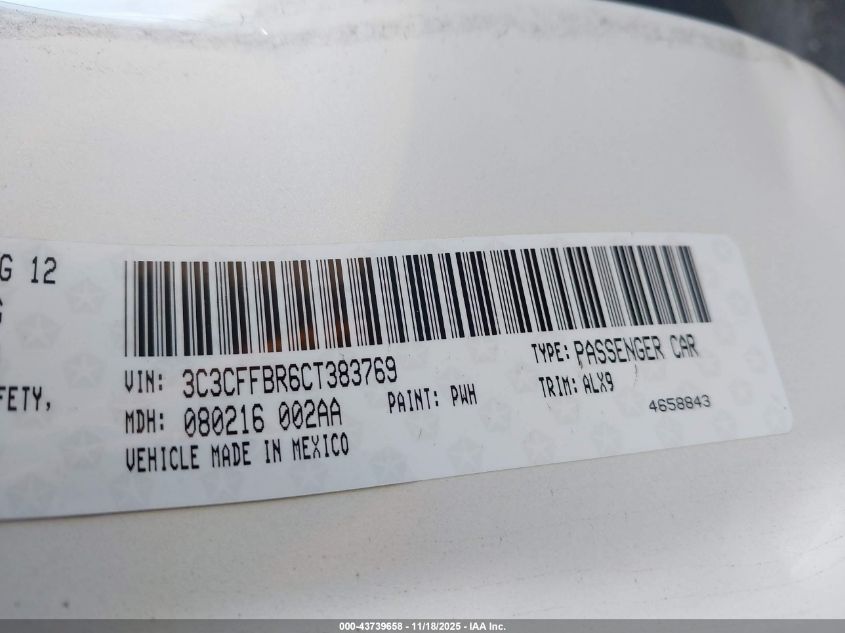 G 12
VIN: 3C3CFFBR6CT383769
TYPE: PASSENGER CAR
FETY,
MDH: 080216 002AA
PAINT: PWH
TRIM: ALX9
4658843
VEHICLE MADE IN MEXICO
000-43739658 - 11/18/2025 - IAA Inc.